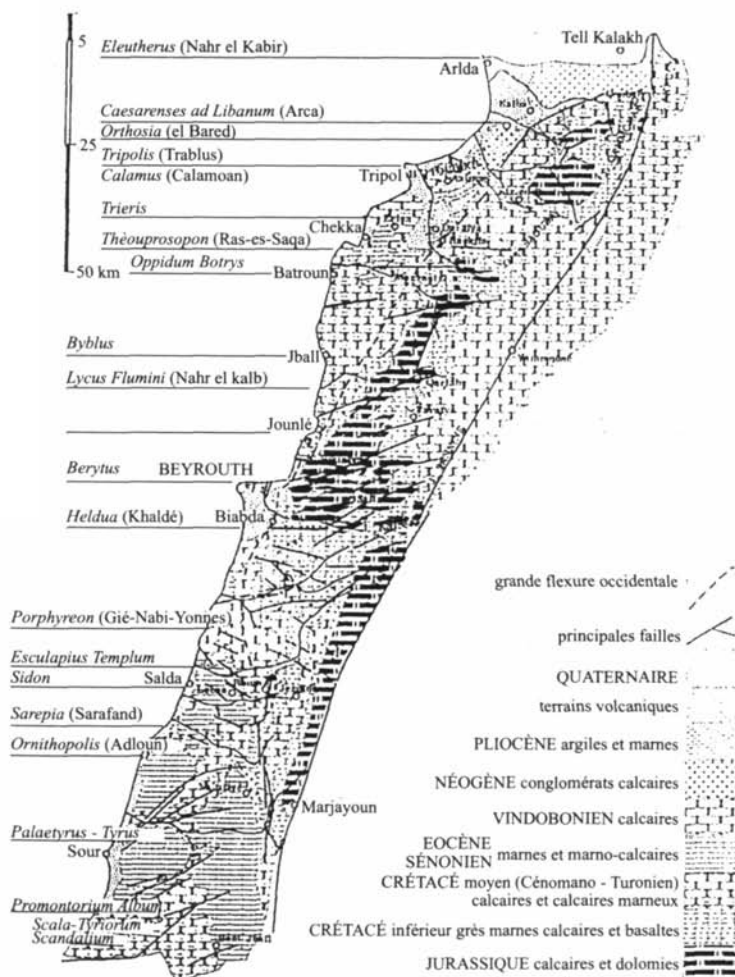 5
Tell Kalakh
Eleutherus (Nahr el Kabir)
Arlda
Caesarenses ad Libanum (Arca)
Orthosia (el Bared)
25
Tripolis (Trablus)
Tripol
Calamus (Calamoan)
Trieris
Chekka
Thèouprosopon (Ras-es-Saqa)
Oppidum Botrys
50 km
Batroun
Byblus
Jball
Lycus Flumini (Nahr el kalb)
Jounlé
Berytus
BEYROUTH
Heldua (Khaldé)
Biabda
grande flexure occidentale
Porphyreon (Gié-Nabi-Yonnes)
principales failles
Esculapius Templum
Sidon
Salda
QUATERNAIRE
terrains volcaniques
Sarepia (Sarafand)
Ornithopolis (Adloun)
PLIOCÈNE argiles et marnes
NÉOGÈNE conglomérats calcaires
Marjayoun
VINDOBONIEN calcaires
Palaetyrus - Tyrus
Sour
EOCÈNE
SÉNONIEN marnes et marno-calcaires
CRÉTACÉ moyen (Cénomano - Turonien)
calcaires et calcaires marneux
Promontorium Album
Scala-Tyriorum
Scandalium
CRÉTACÉ inférieur grès marnes calcaires et basaltes
JURASSIQUE calcaires et dolomies